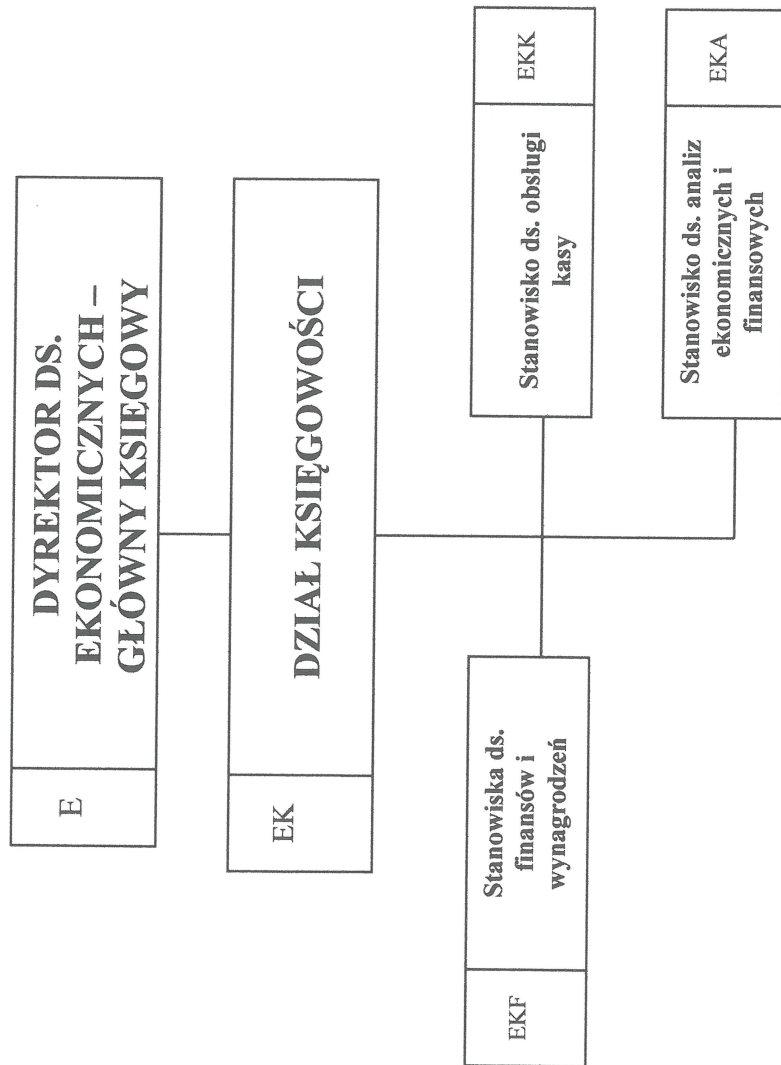 E
DYREKTOR DS.
EKONOMICZNYCH –
GŁÓWNY KSIĘGOWY
EK
DZIAŁ KSIĘGOWOŚCI
EKF
Stanowiska ds.
finansów i
wynagrodzeń
Stanowisko ds. obsługi
kasy
EKK
Stanowisko ds. analiz
ekonomicznych i
finansowych
EKA